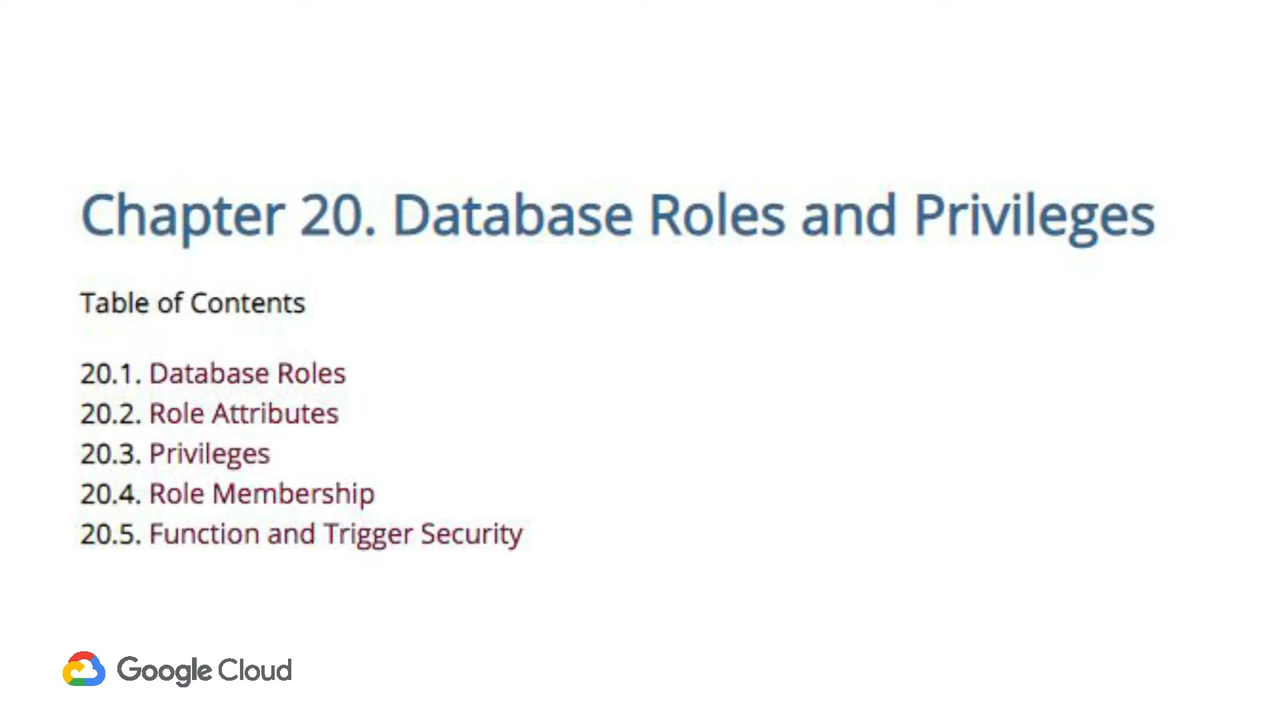 Chapter 20. Database Roles and Privileges
Table of Contents
20.1. Database Roles
20.2. Role Attributes
20.3. Privileges
20.4. Role Membership
20.5. Function and Trigger Security
Google Cloud